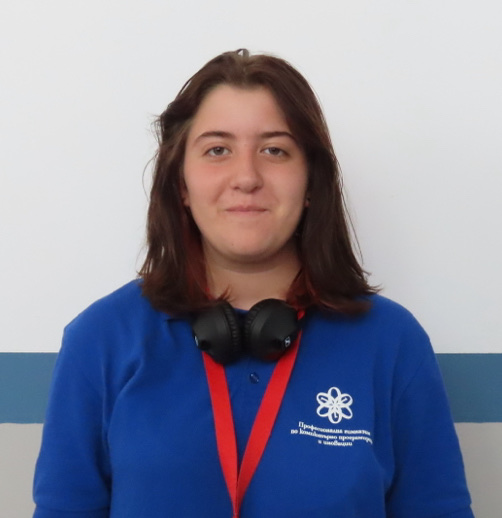 Професионална гимназия
по компютърно програмиране
и иновации